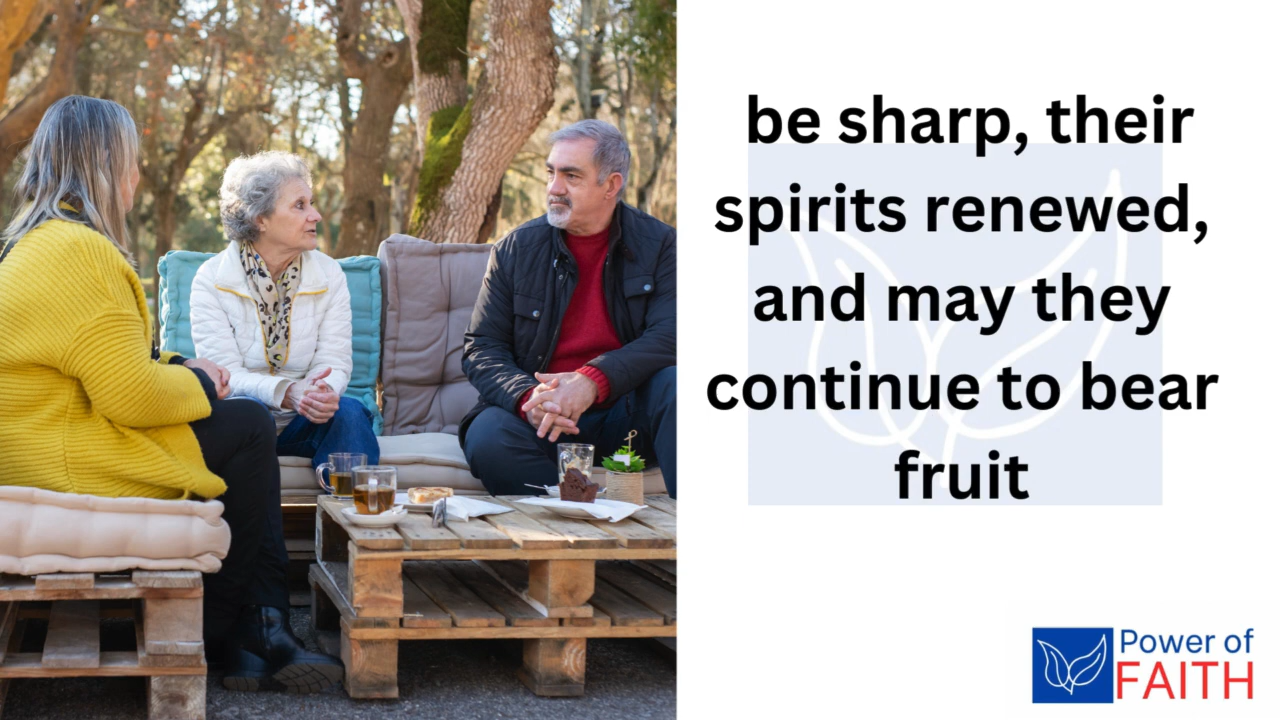 be sharp, their
spirits renewed,
and may they
continue to bear
fruit
Power of
FAITH